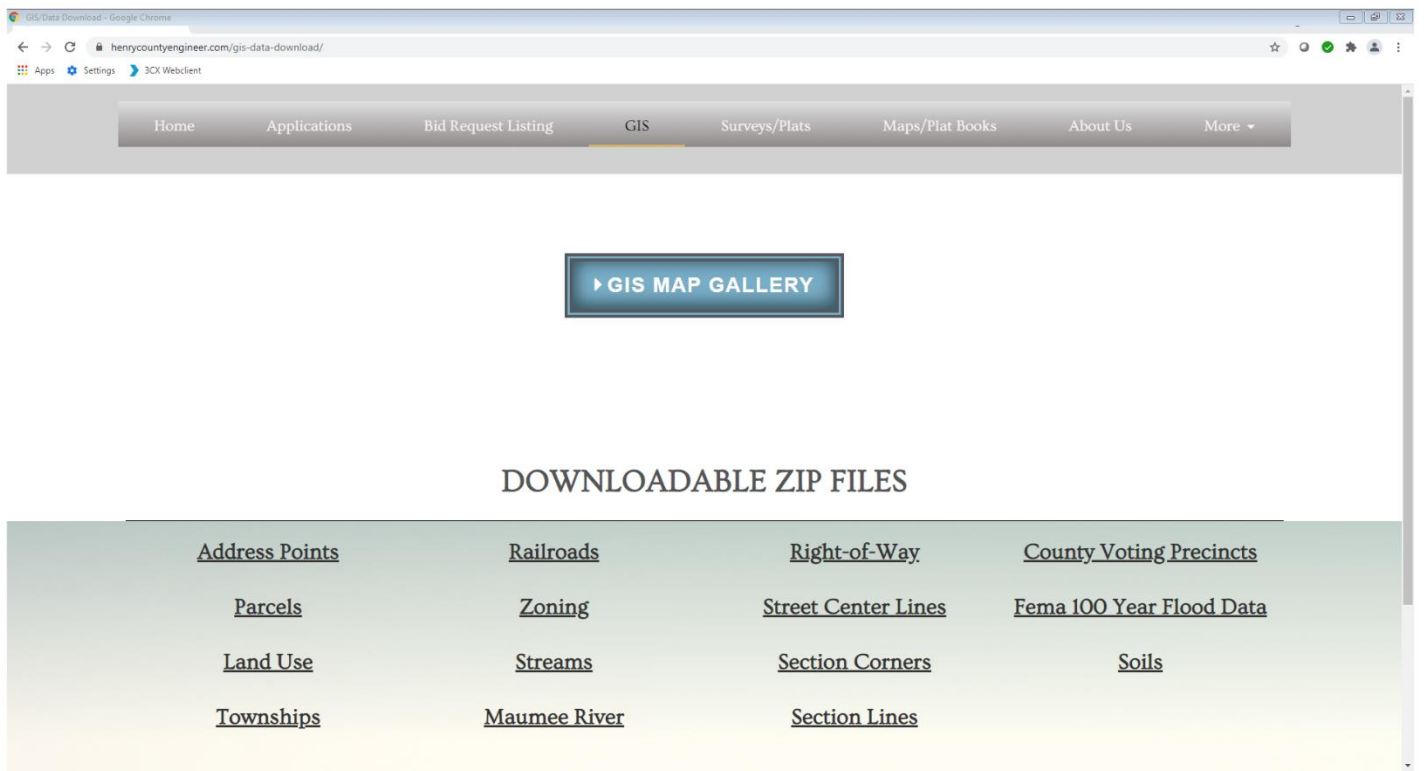 GIS/Data Download - Google Chrome
henrycountyengineer.com/gis-data-download/
Apps Settings 3CX Webclient
Home Applications Bid Request Listing GIS Surveys/Plats Maps/Plat Books About Us More
GIS MAP GALLERY
DOWNLOADABLE ZIP FILES
Address Points Railroads Right-of-Way County Voting Precincts
Parcels Zoning Street Center Lines Fema 100 Year Flood Data
Land Use Streams Section Corners Soils
Townships Maumee River Section Lines